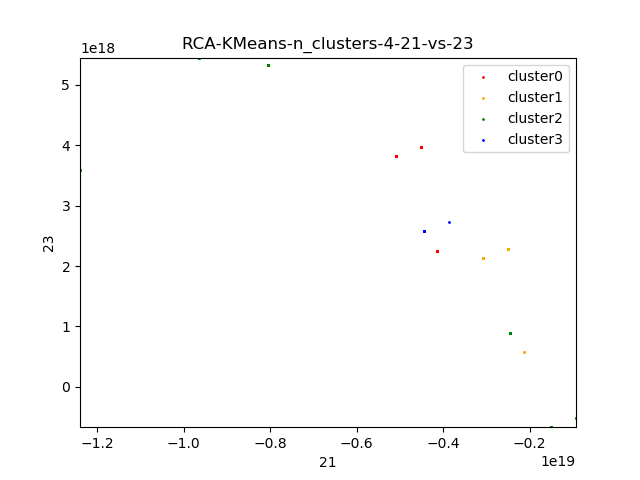 RCA-KMeans-n_clusters-4-21-vs-23
1e18
cluster0
cluster1
cluster2
cluster3
5
4
3
2
1
0
23
−1.2
−1.0
−0.8
−0.6
−0.4
−0.2
21
1e19